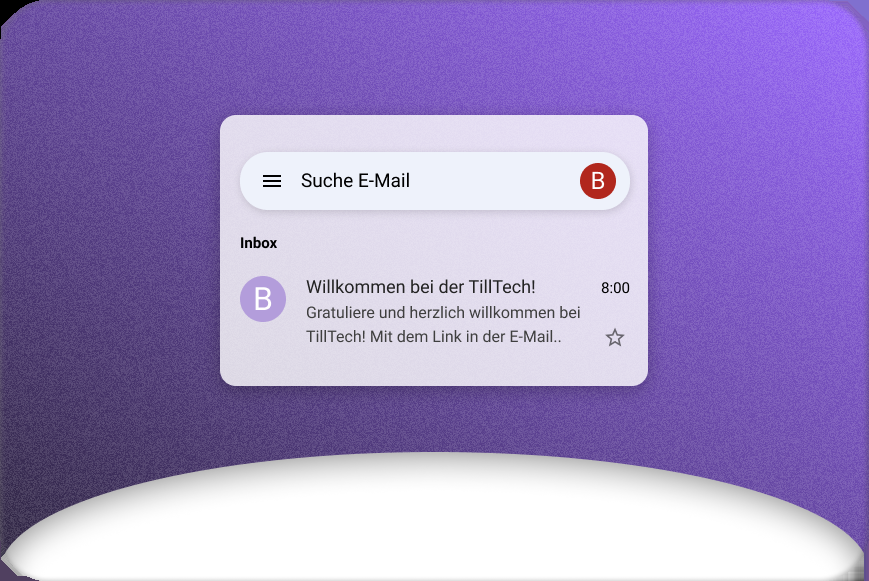 Suche E-Mail
B
Inbox
B
Willkommen bei der TillTech!
8:00
Gratuliere und herzlich willkommen bei
TillTech! Mit dem Link in der E-Mail..